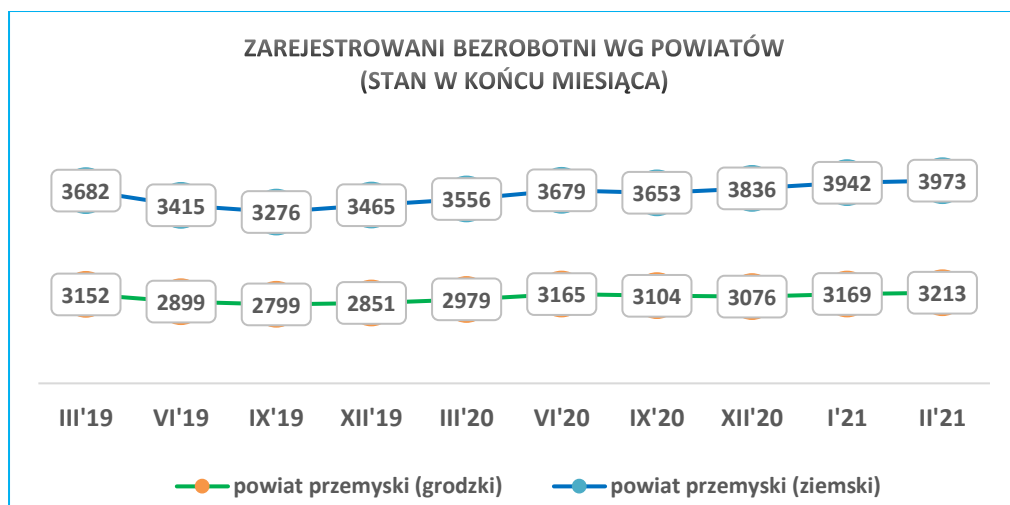 ZAREJESTROWANI BEZROBOTNI WG POWIATÓW
(STAN W KOŃCU MIESIĄCA)
3682 3415 3276 3465 3556 3679 3653 3836 3942 3973
3152 2899 2799 2851 2979 3165 3104 3076 3169 3213
III'19 VI'19 IX'19 XII'19 III'20 VI'20 IX'20 XII'20 I'21 II'21
powiat przemyski (grodzki) powiat przemyski (ziemski)